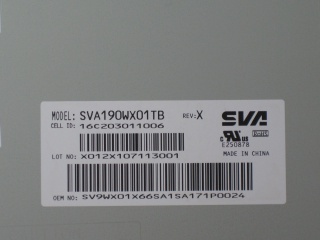 MODEL: SVA190WX01TB REV: X SVA
CELL ID: 16C203011006
E250878
LOT NO: X012X107113001 MADE IN CHINA
OEM NO: SV9WX01X66SA1SA171P0024